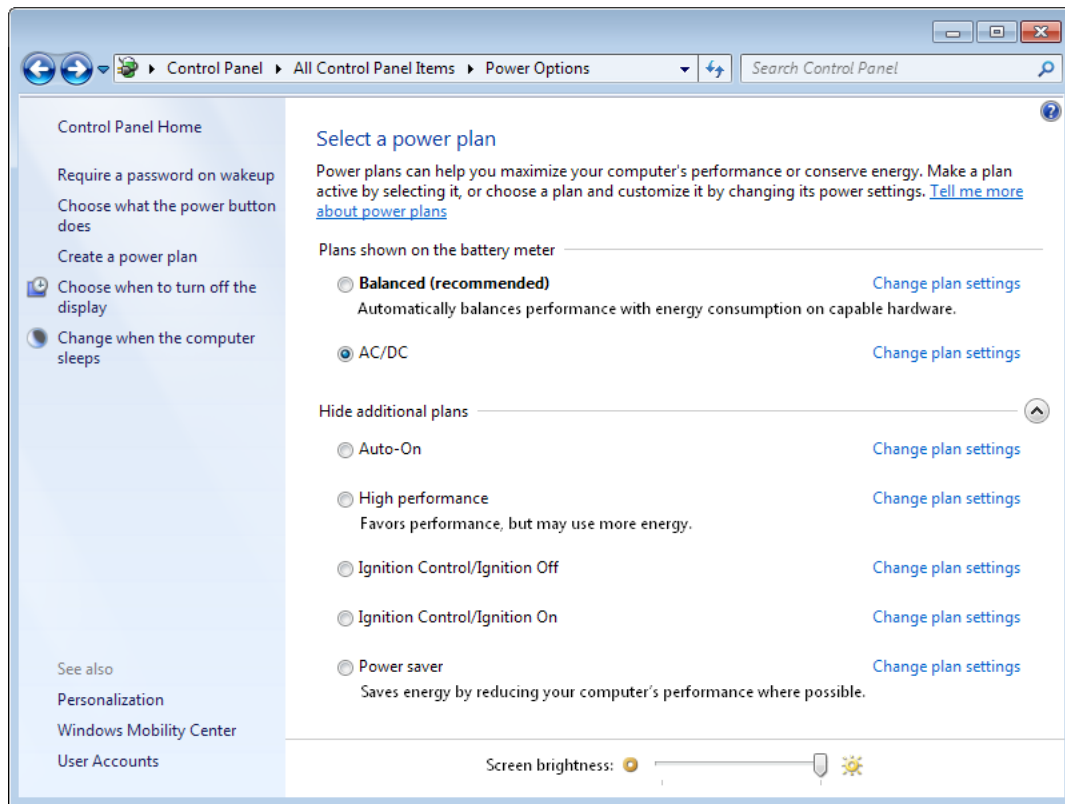 Control Panel ▸ All Control Panel Items ▸ Power Options
Search Control Panel
Control Panel Home
Require a password on wakeup
Choose what the power button
does
Create a power plan
Choose when to turn off the
display
Change when the computer
sleeps
See also
Personalization
Windows Mobility Center
User Accounts
Select a power plan
Power plans can help you maximize your computer's performance or conserve energy. Make a plan
active by selecting it, or choose a plan and customize it by changing its power settings. Tell me more
about power plans
Plans shown on the battery meter
Balanced (recommended) Change plan settings
Automatically balances performance with energy consumption on capable hardware.
AC/DC Change plan settings
Hide additional plans
Auto-On Change plan settings
High performance Change plan settings
Favors performance, but may use more energy.
Ignition Control/Ignition Off Change plan settings
Ignition Control/Ignition On Change plan settings
Power saver Change plan settings
Saves energy by reducing your computer's performance where possible.
Screen brightness: